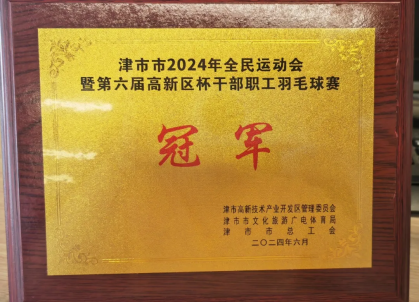 津市市2024年全民运动会
暨第六届高新区杯干部职工羽毛球赛
冠军
津市高新技术产业开发区管理委员会
津市市文化旅游广电体育局
津市市总工会
二〇二四年六月